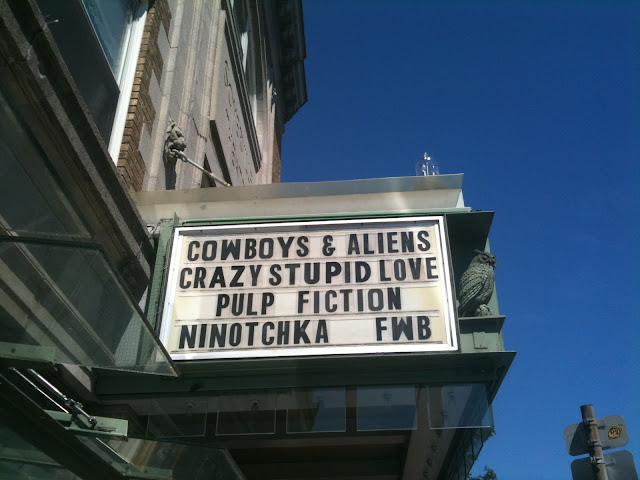 COWBOYS & ALIENS
CRAZY STUPID LOVE
PULP FICTION
NINOTCHKA FWB